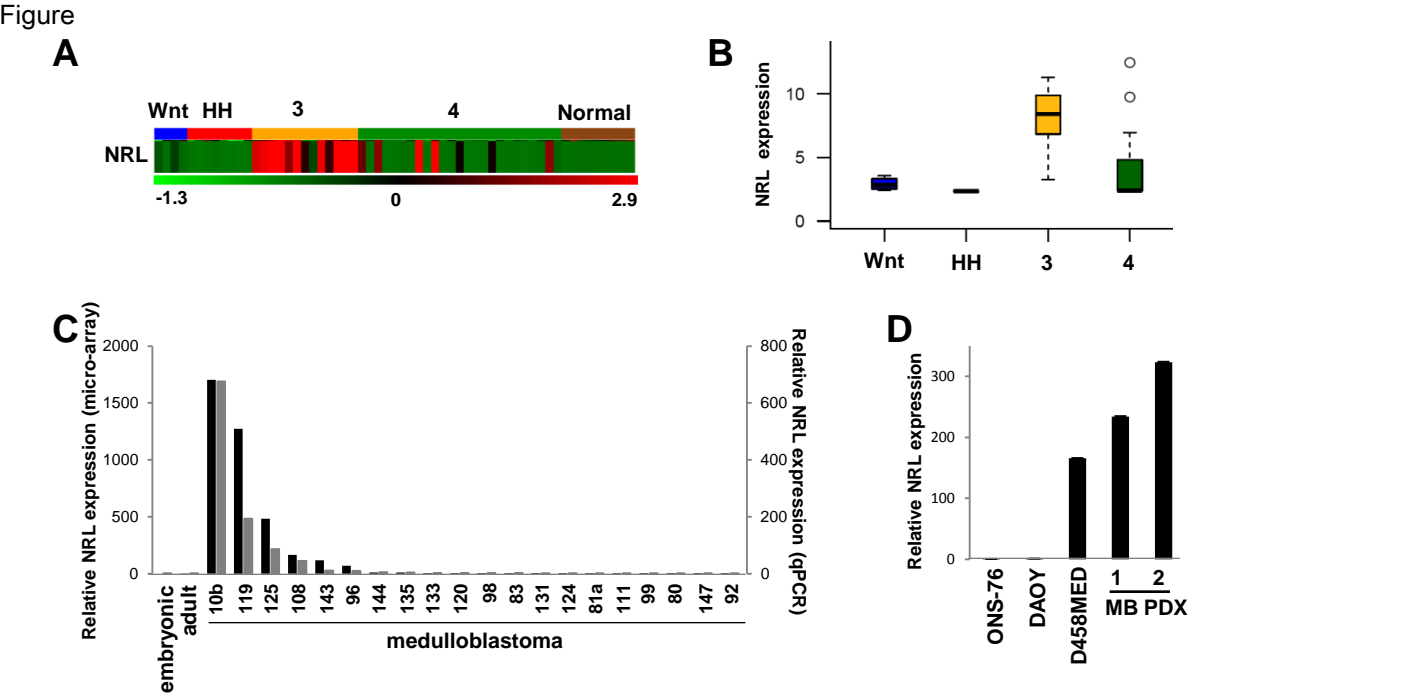 Figure
A
Wnt HH 3 4 Normal
NRL
-1.3 0 2.9
B
NRL expression
10
5
0
Wnt HH 3 4
C
Relative NRL expression (micro-array)
2000
1500
1000
500
0
Relative NRL expression (qPCR)
800
600
400
200
0
embryonic
adult
10b
119
125
108
143
96
144
135
133
120
98
83
131
124
81a
111
99
80
147
92
medulloblastoma
D
Relative NRL expression
300
200
100
0
ONS-76
DAOY
D458MED
1 2
MB PDX